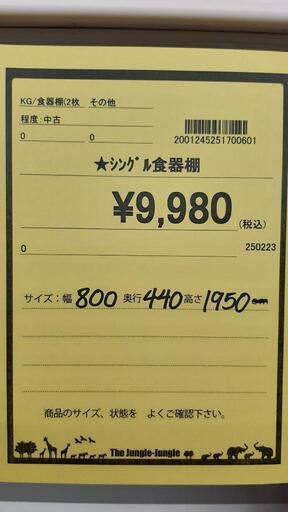 KG/食器棚(2枚 その他
程度:中古
0 0
2001245251700601
★ｼﾝｸﾞﾙ食器棚
¥9,980 (税込)
0 250223
サイズ:幅 800 奥行 440 高さ 1950
商品のサイズ、状態を よくご確認下さい。
The Jungle-Jungle